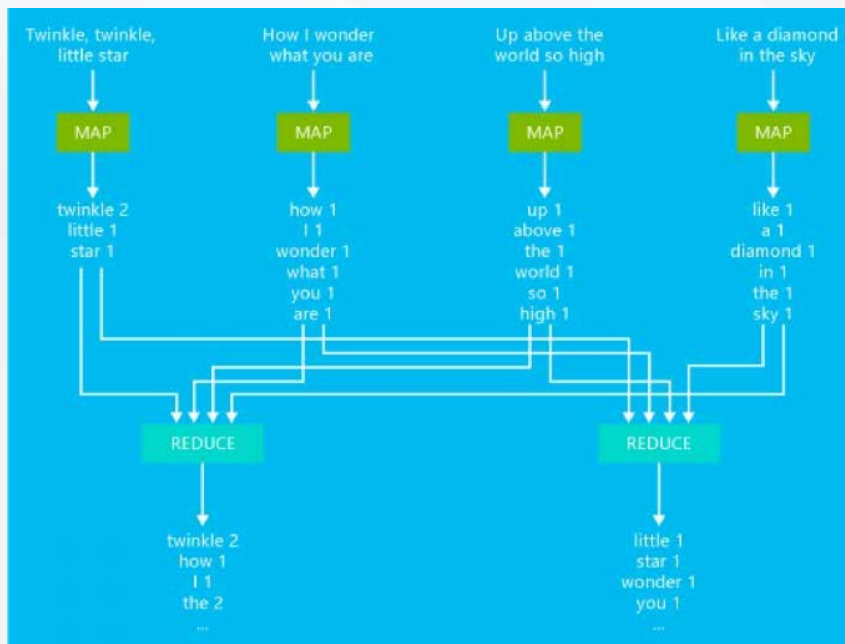 Twinkle, twinkle,
little star
How I wonder
what you are
Up above the
world so high
Like a diamond
in the sky
MAP
MAP
MAP
MAP
twinkle 2
little 1
star 1
how 1
I 1
wonder 1
what 1
you 1
are 1
up 1
above 1
the 1
world 1
so 1
high 1
like 1
a 1
diamond 1
in 1
the 1
sky 1
REDUCE
REDUCE
twinkle 2
how 1
I 1
the 2
...
little 1
star 1
wonder 1
you 1
...